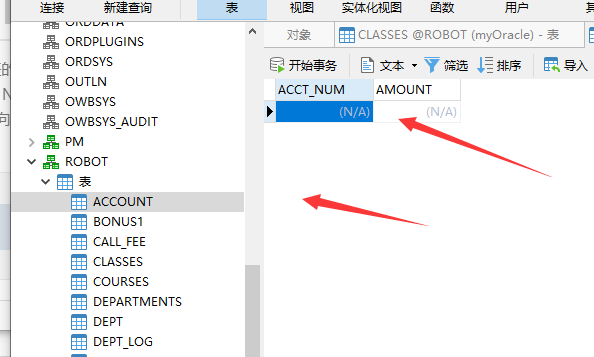 连接 新建查询 表 视图 实体化视图 函数 用户
对象 CLASSES @ROBOT (myOracle) - 表
开始事务 文本 筛选 排序 导入
ACCT_NUM AMOUNT
(N/A) (N/A)
ORDPLUGINS
ORDSYS
OUTLN
OWBSYS
OWBSYS_AUDIT
PM
ROBOT
表
ACCOUNT
BONUS1
CALL_FEE
CLASSES
COURSES
DEPARTMENTS
DEPT
DEPT_LOG